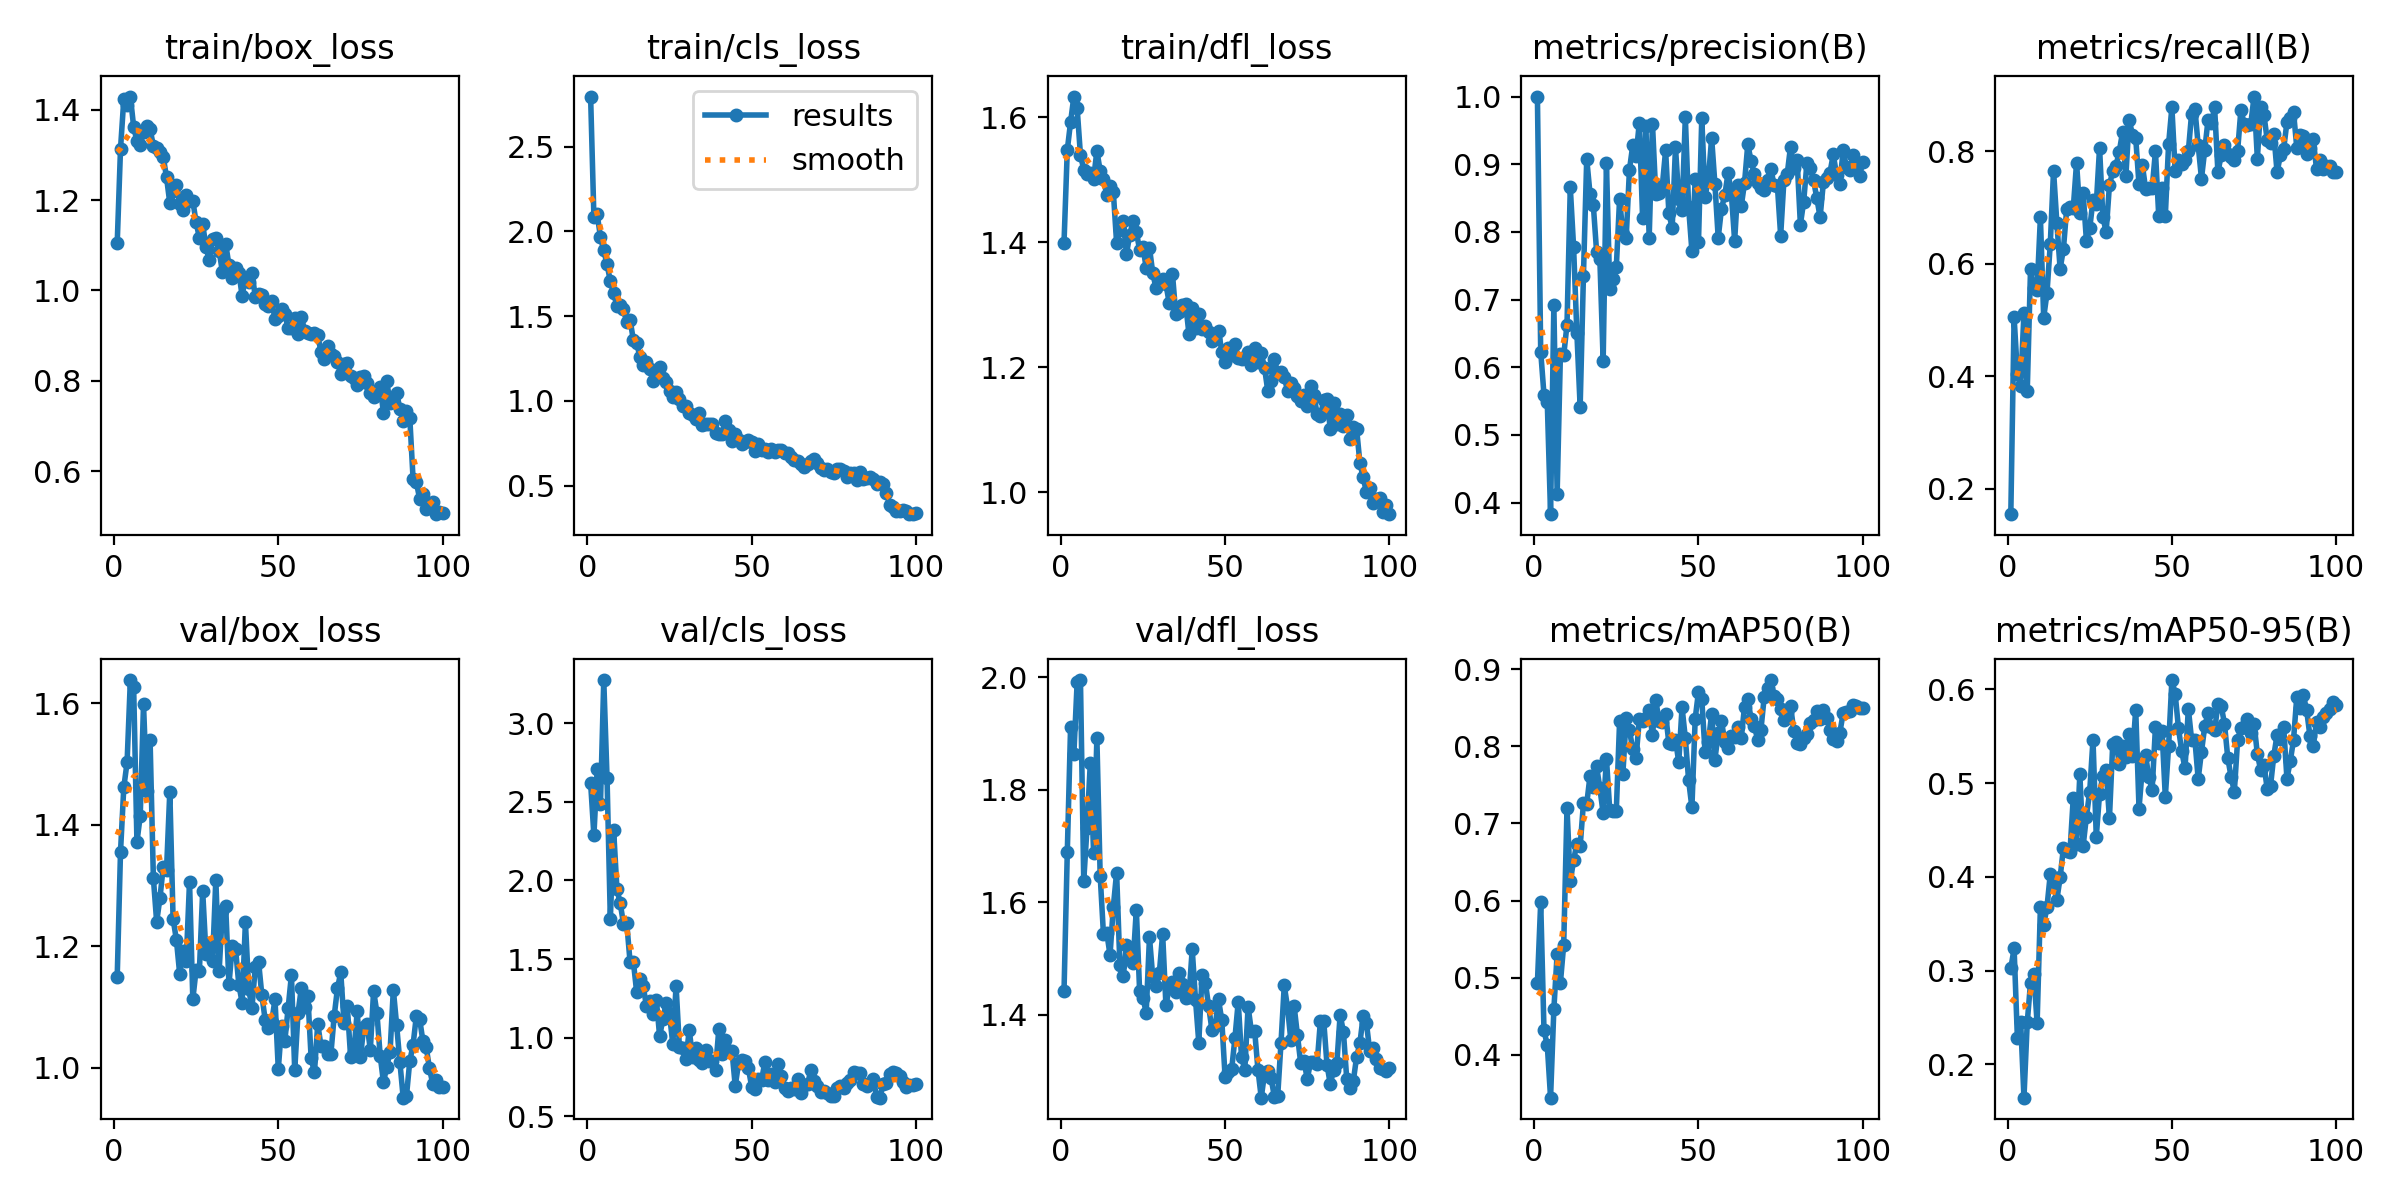 train/box_loss
1.4
1.2
1.0
0.8
0.6
0 50 100
train/cls_loss
results
smooth
2.5
2.0
1.5
1.0
0.5
0 50 100
train/dfl_loss
1.6
1.4
1.2
1.0
0 50 100
metrics/precision(B)
1.0
0.9
0.8
0.7
0.6
0.5
0.4
0 50 100
metrics/recall(B)
0.8
0.6
0.4
0.2
0 50 100
val/box_loss
1.6
1.4
1.2
1.0
0 50 100
val/cls_loss
3.0
2.5
2.0
1.5
1.0
0.5
0 50 100
val/dfl_loss
2.0
1.8
1.6
1.4
0 50 100
metrics/mAP50(B)
0.9
0.8
0.7
0.6
0.5
0.4
0 50 100
metrics/mAP50-95(B)
0.6
0.5
0.4
0.3
0.2
0 50 100